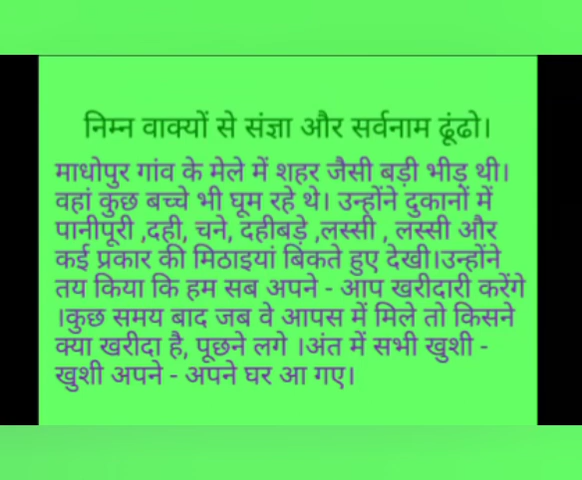 निम्न वाक्यों से संज्ञा और सर्वनाम ढूंढो।
माधोपुर गांव के मेले में शहर जैसी बड़ी भीड़ थी।
वहां कुछ बच्चे भी घूम रहे थे। उन्होंने दुकानों में
पानीपूरी ,दही, चने, दहीबड़े ,लस्सी , लस्सी और
कई प्रकार की मिठाइयां बिकते हुए देखी।उन्होंने
तय किया कि हम सब अपने - आप खरीदारी करेंगे
।कुछ समय बाद जब वे आपस में मिले तो किसने
क्या खरीदा है, पूछने लगे ।अंत में सभी खुशी -
खुशी अपने - अपने घर आ गए।